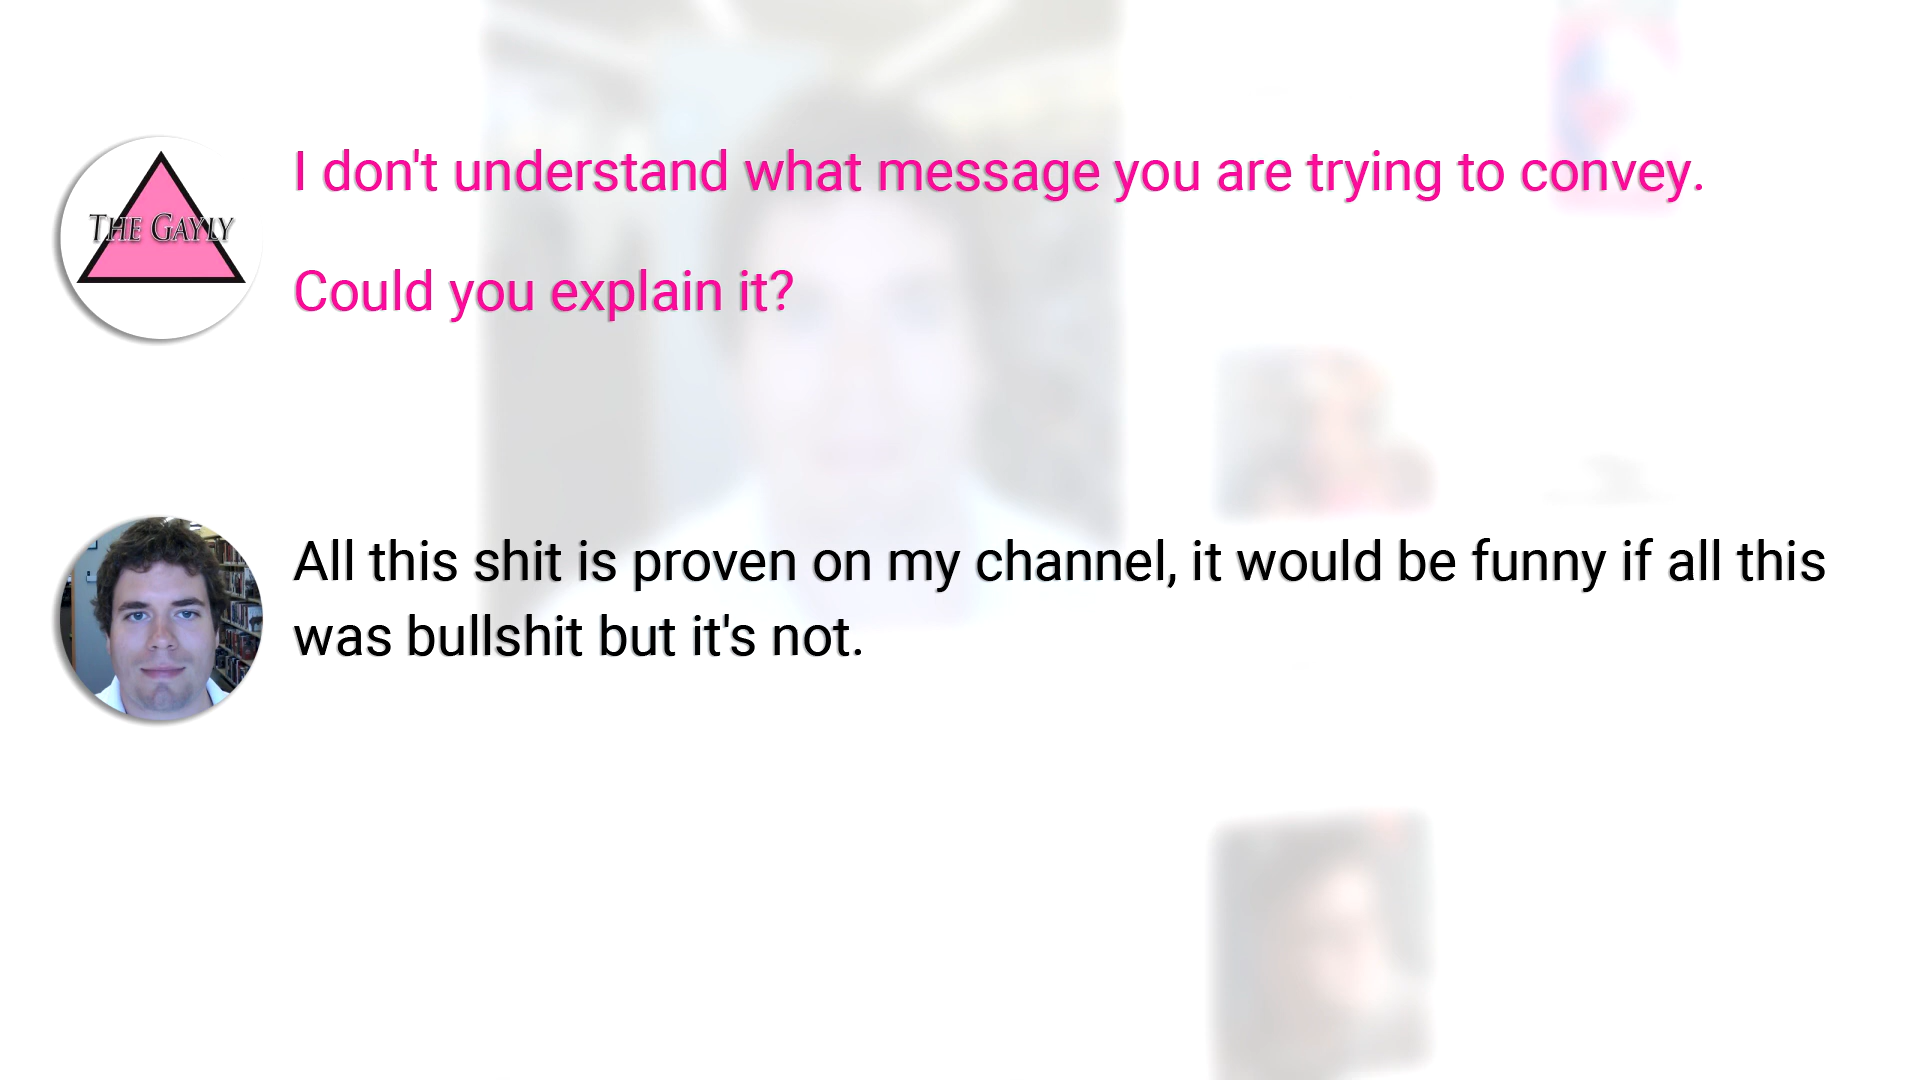 I don't understand what message you are trying to convey.
THE GAYLY
Could you explain it?
All this shit is proven on my channel, it would be funny if all this
was bullshit but it's not.